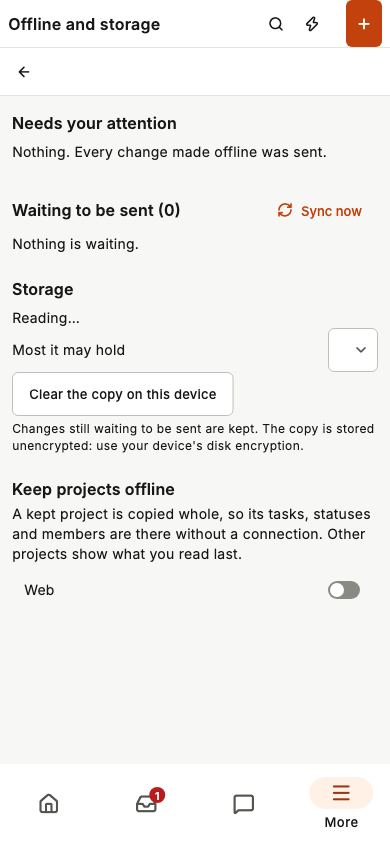 Offline and storage
Needs your attention
Nothing. Every change made offline was sent.
Waiting to be sent (0)
Sync now
Nothing is waiting.
Storage
Reading...
Most it may hold
Clear the copy on this device
Changes still waiting to be sent are kept. The copy is stored
unencrypted: use your device's disk encryption.
Keep projects offline
A kept project is copied whole, so its tasks, statuses
and members are there without a connection. Other
projects show what you read last.
Web
1
More